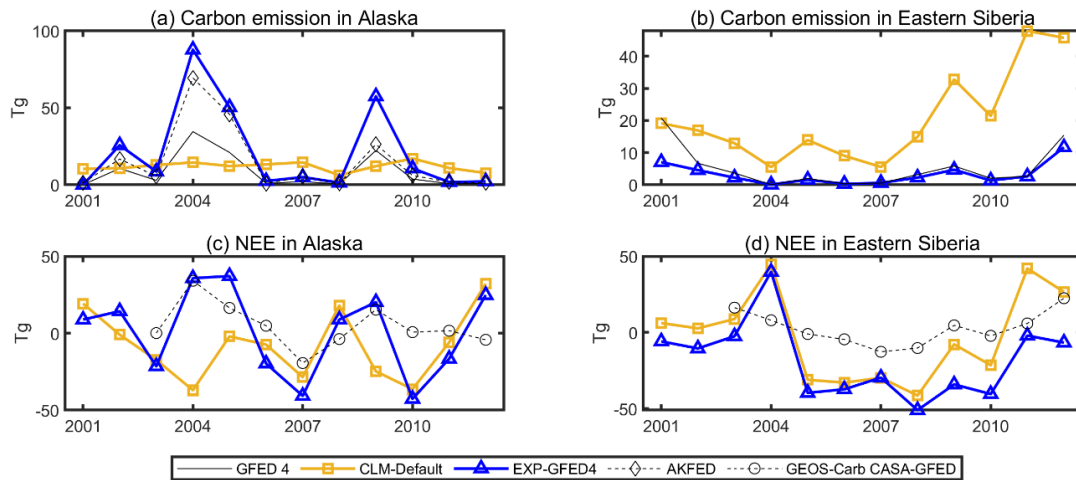 (a) Carbon emission in Alaska
100
50
0
Tg
2001 2004 2007 2010
(b) Carbon emission in Eastern Siberia
40
30
20
10
0
Tg
2001 2004 2007 2010
(c) NEE in Alaska
50
0
-50
Tg
2001 2004 2007 2010
(d) NEE in Eastern Siberia
50
0
-50
Tg
2001 2004 2007 2010
GFED 4 CLM-Default EXP-GFED4 AKFED GEOS-Carb CASA-GFED